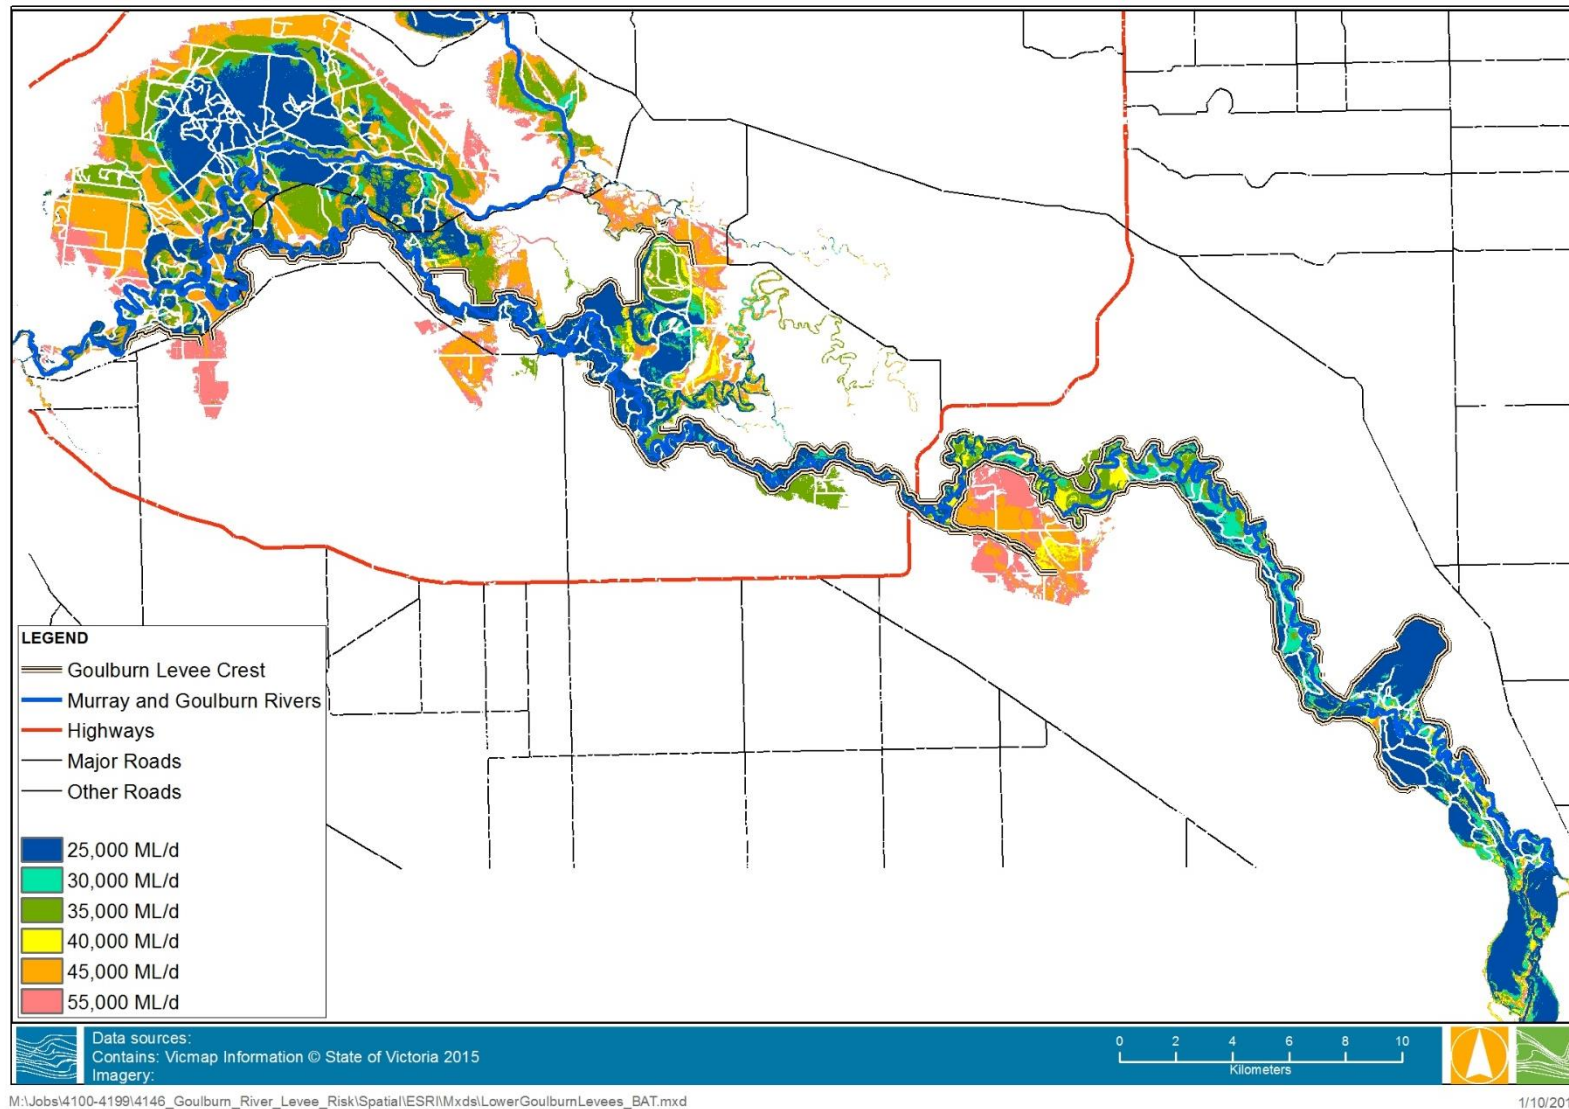 LEGEND
Goulburn Levee Crest
Murray and Goulburn Rivers
Highways
Major Roads
Other Roads
25,000 ML/d
30,000 ML/d
35,000 ML/d
40,000 ML/d
45,000 ML/d
55,000 ML/d
Data sources:
Contains: Vicmap Information © State of Victoria 2015
Imagery:
0 2 4 6 8 10
Kilometers
M:\Jobs\4100-4199\4146_Goulburn_River_Levee_Risk\Spatial\ESRI\Mxds\LowerGoulburnLevees_BAT.mxd
1/10/201